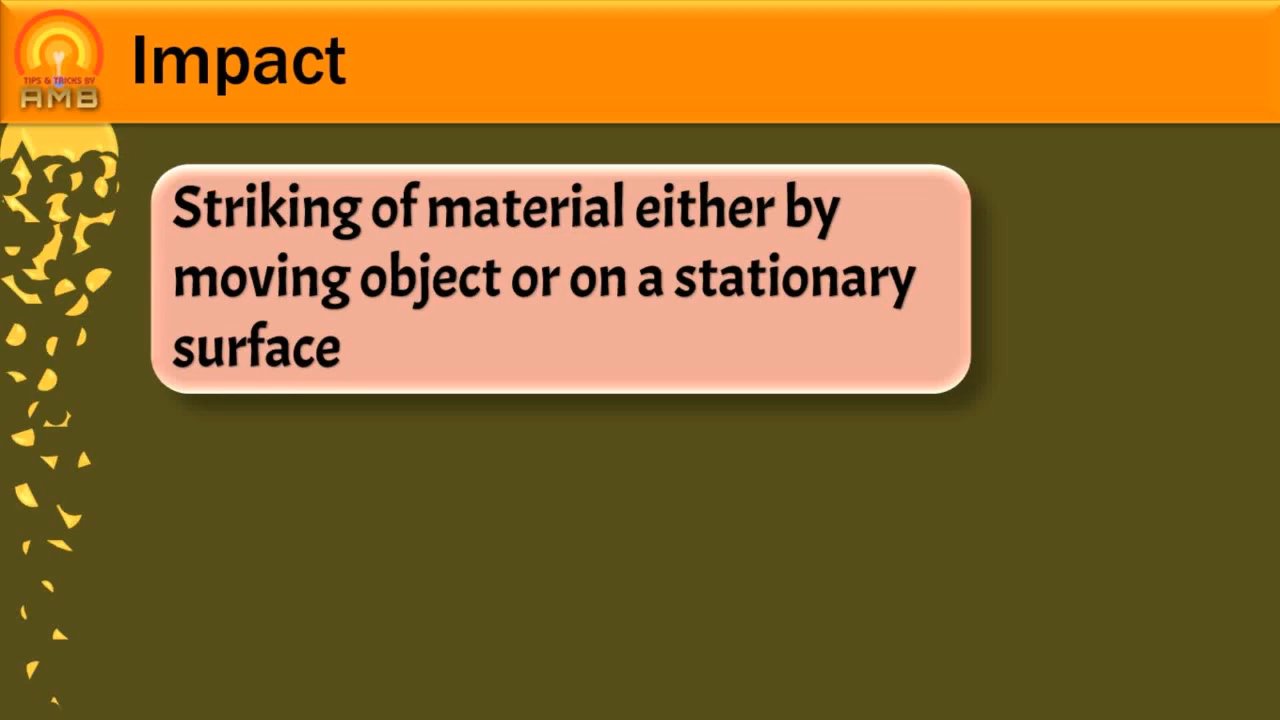 Impact
TIPS & TRICKS BY
AMB
Striking of material either by
moving object or on a stationary
surface